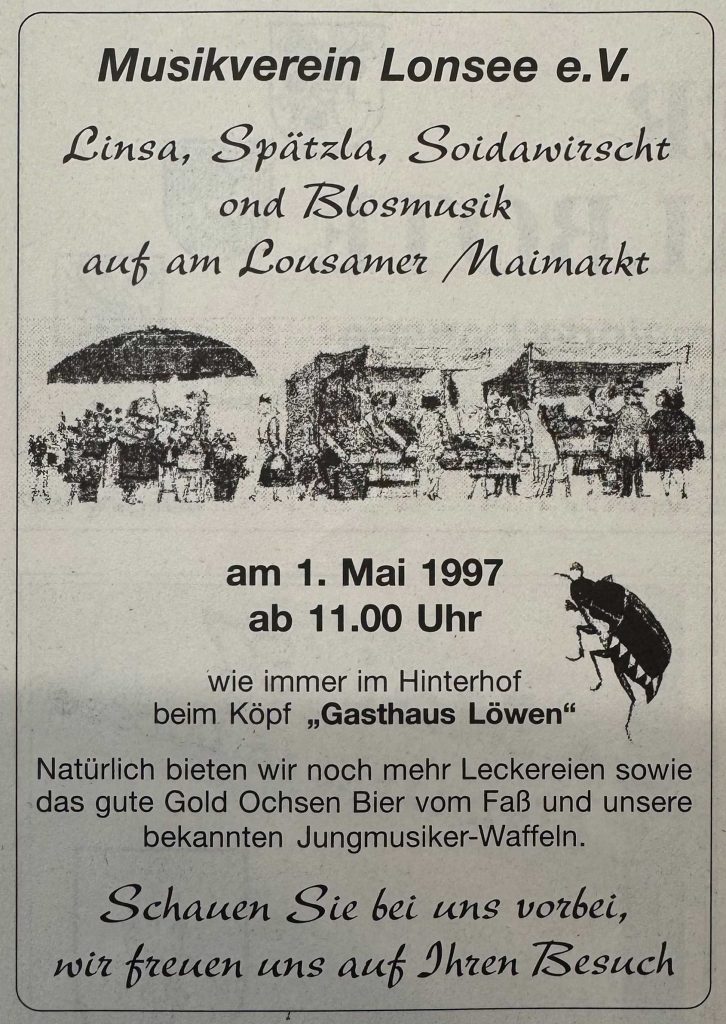 Musikverein Lonsee e.V.
Linsa, Spätzla, Soidawirscht
ond Blosmusik
auf am Lousamer Maimarkt
am 1. Mai 1997
ab 11.00 Uhr
wie immer im Hinterhof
beim Köpf „Gasthaus Löwen“
Natürlich bieten wir noch mehr Leckereien sowie
das gute Gold Ochsen Bier vom Faß und unsere
bekannten Jungmusiker-Waffeln.
Schauen Sie bei uns vorbei,
wir freuen uns auf Ihren Besuch